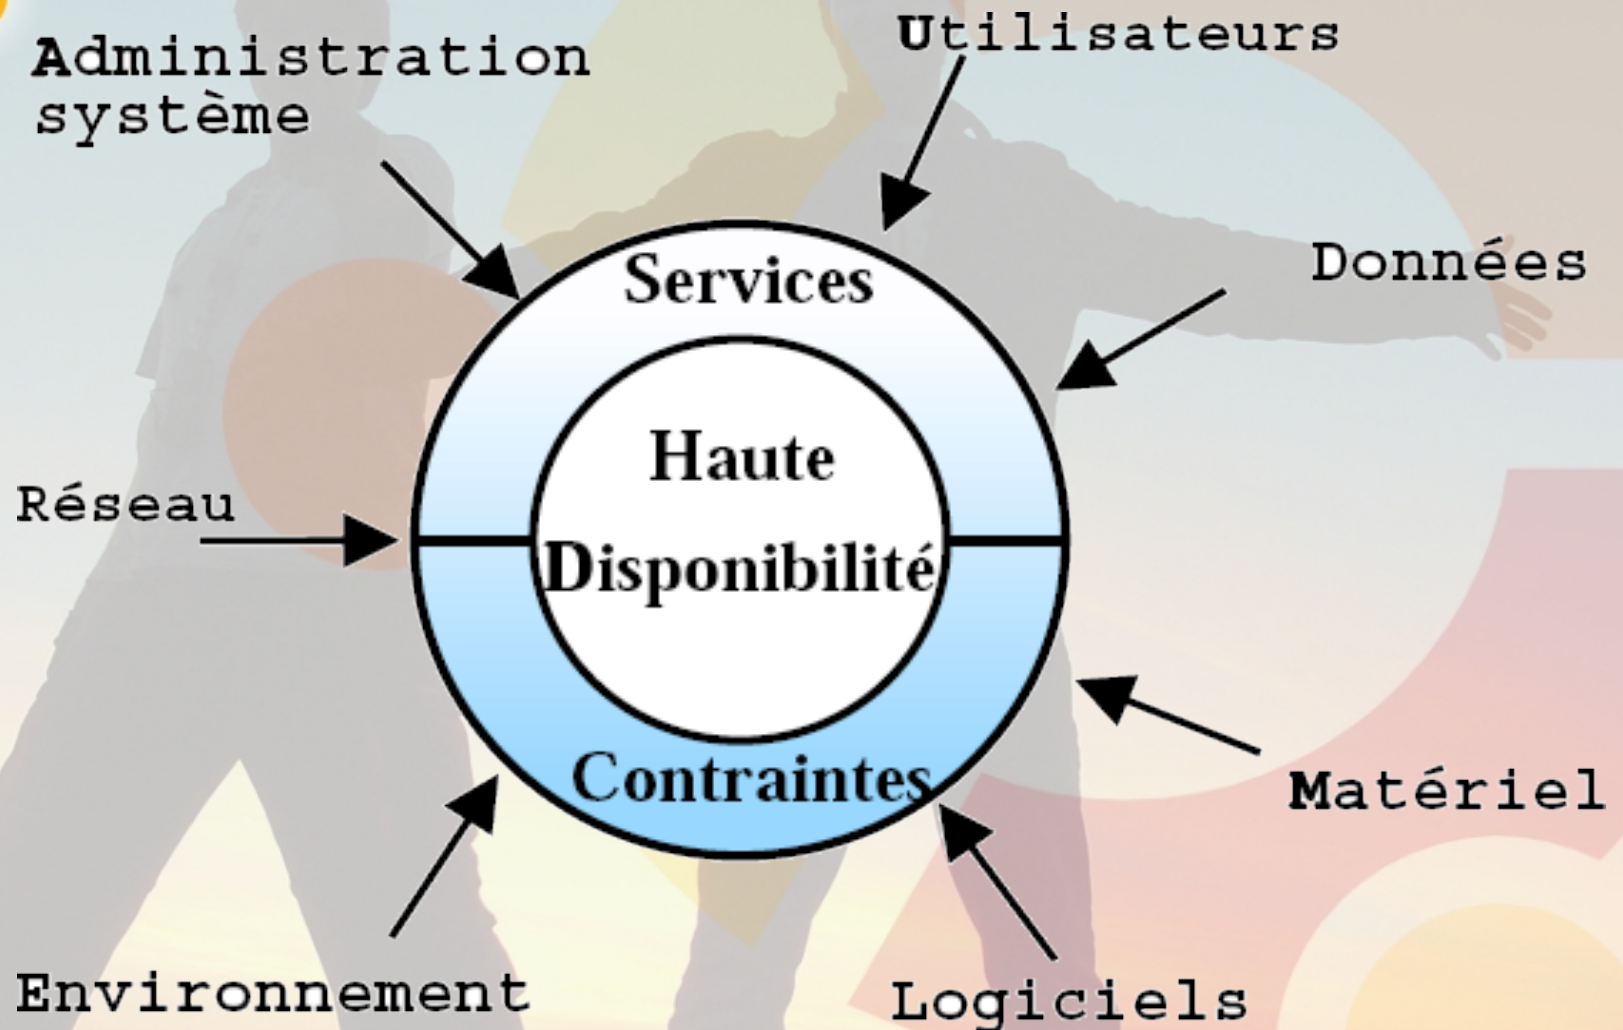 Administration
système
Utilisateurs
Données
Services
Haute
Disponibilité
Réseau
Contraintes
Matériel
Environnement
Logiciels